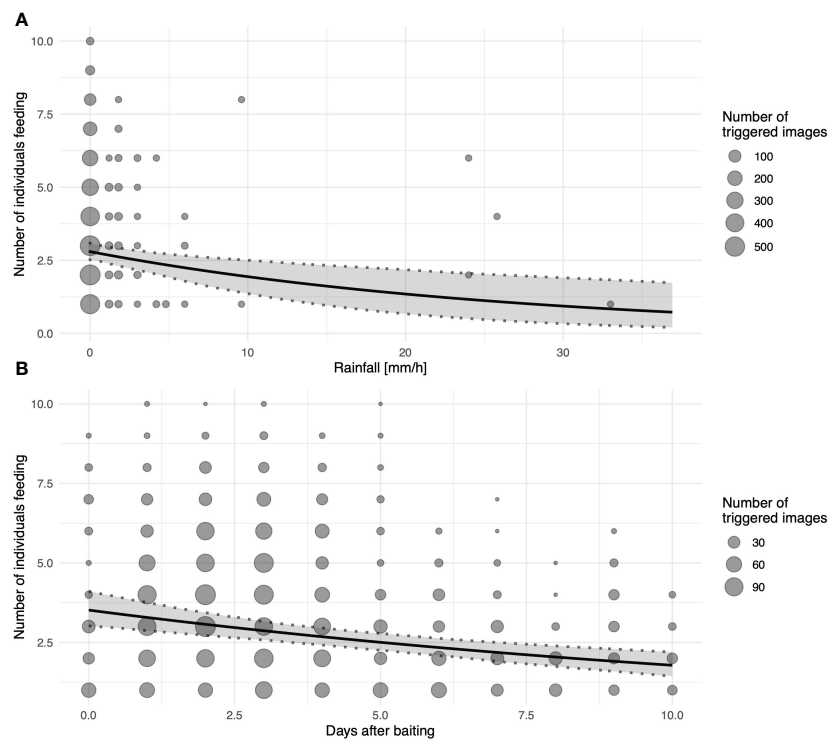 A
10.0
7.5
5.0
2.5
0.0
Number of individuals feeding
0
10
20
30
Rainfall [mm/h]
Number of
triggered images
100
200
300
400
500
B
10.0
7.5
5.0
2.5
Number of individuals feeding
0.0
2.5
5.0
7.5
10.0
Days after baiting
Number of
triggered images
30
60
90